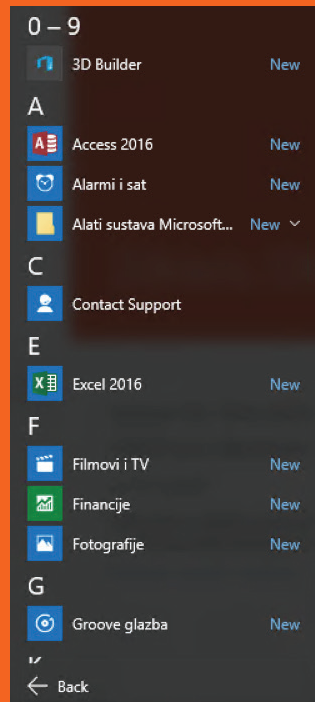 0 – 9
3D Builder New
A
Access 2016 New
Alarmi i sat New
Alati sustava Microsoft... New
C
Contact Support
E
Excel 2016 New
F
Filmovi i TV New
Financije New
Fotografije New
G
Groove glazba New
Back